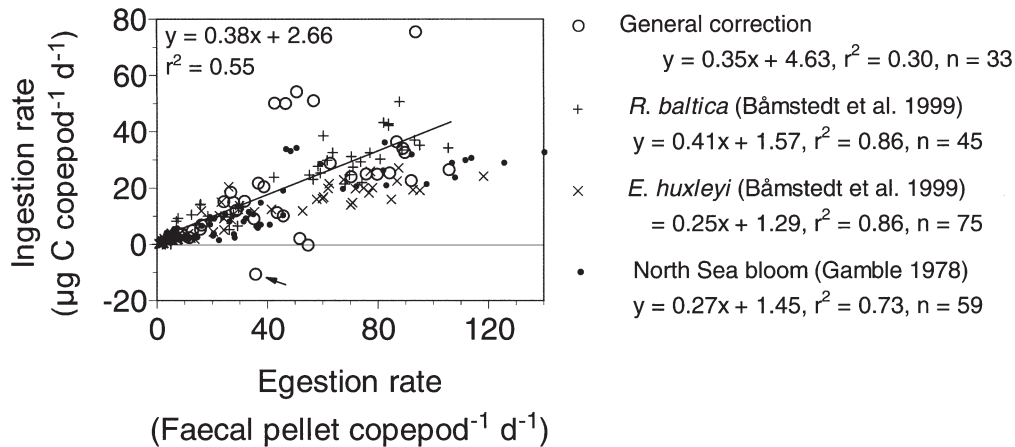 y = 0.38x + 2.66
r² = 0.55
80
60
40
20
0
-20
0 40 80 120
Ingestion rate
(µg C copepod⁻¹ d⁻¹)
Egestion rate
(Faecal pellet copepod⁻¹ d⁻¹)
General correction
y = 0.35x + 4.63, r² = 0.30, n = 33
R. baltica (Båmstedt et al. 1999)
y = 0.41x + 1.57, r² = 0.86, n = 45
E. huxleyi (Båmstedt et al. 1999)
= 0.25x + 1.29, r² = 0.86, n = 75
North Sea bloom (Gamble 1978)
y = 0.27x + 1.45, r² = 0.73, n = 59